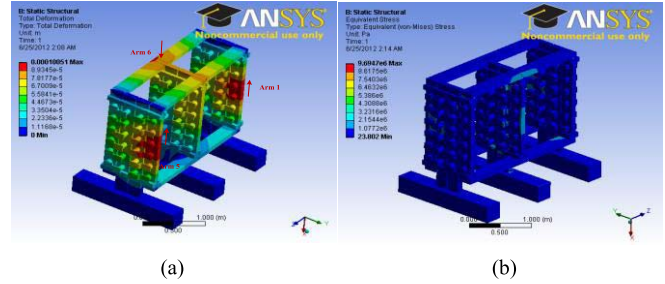 B: Static Structural
Total Deformation
Type: Total Deformation
Unit: m
Time: 1
6/25/2012 2:08 AM
0.00010051 Max
8.9345e-5
7.8177e-5
6.7009e-5
5.5841e-5
4.4673e-5
3.3504e-5
2.2336e-5
1.1168e-5
0 Min
ANSYS
Noncommercial use only
Arm 6
Arm 1
1.000 (m)
0.500
Y
(a)
B: Static Structural
Equivalent Stress
Type: Equivalent (von-Mises) Stress
Unit: Pa
Time: 1
6/25/2012 2:14 AM
9.6947e6 Max
8.6175e6
7.5403e6
6.4632e6
5.386e6
4.3088e6
3.2316e6
2.1544e6
1.0772e6
23.802 Min
ANSYS
Noncommercial use only
1.000 (m)
0.500
Y
Z
X
(b)